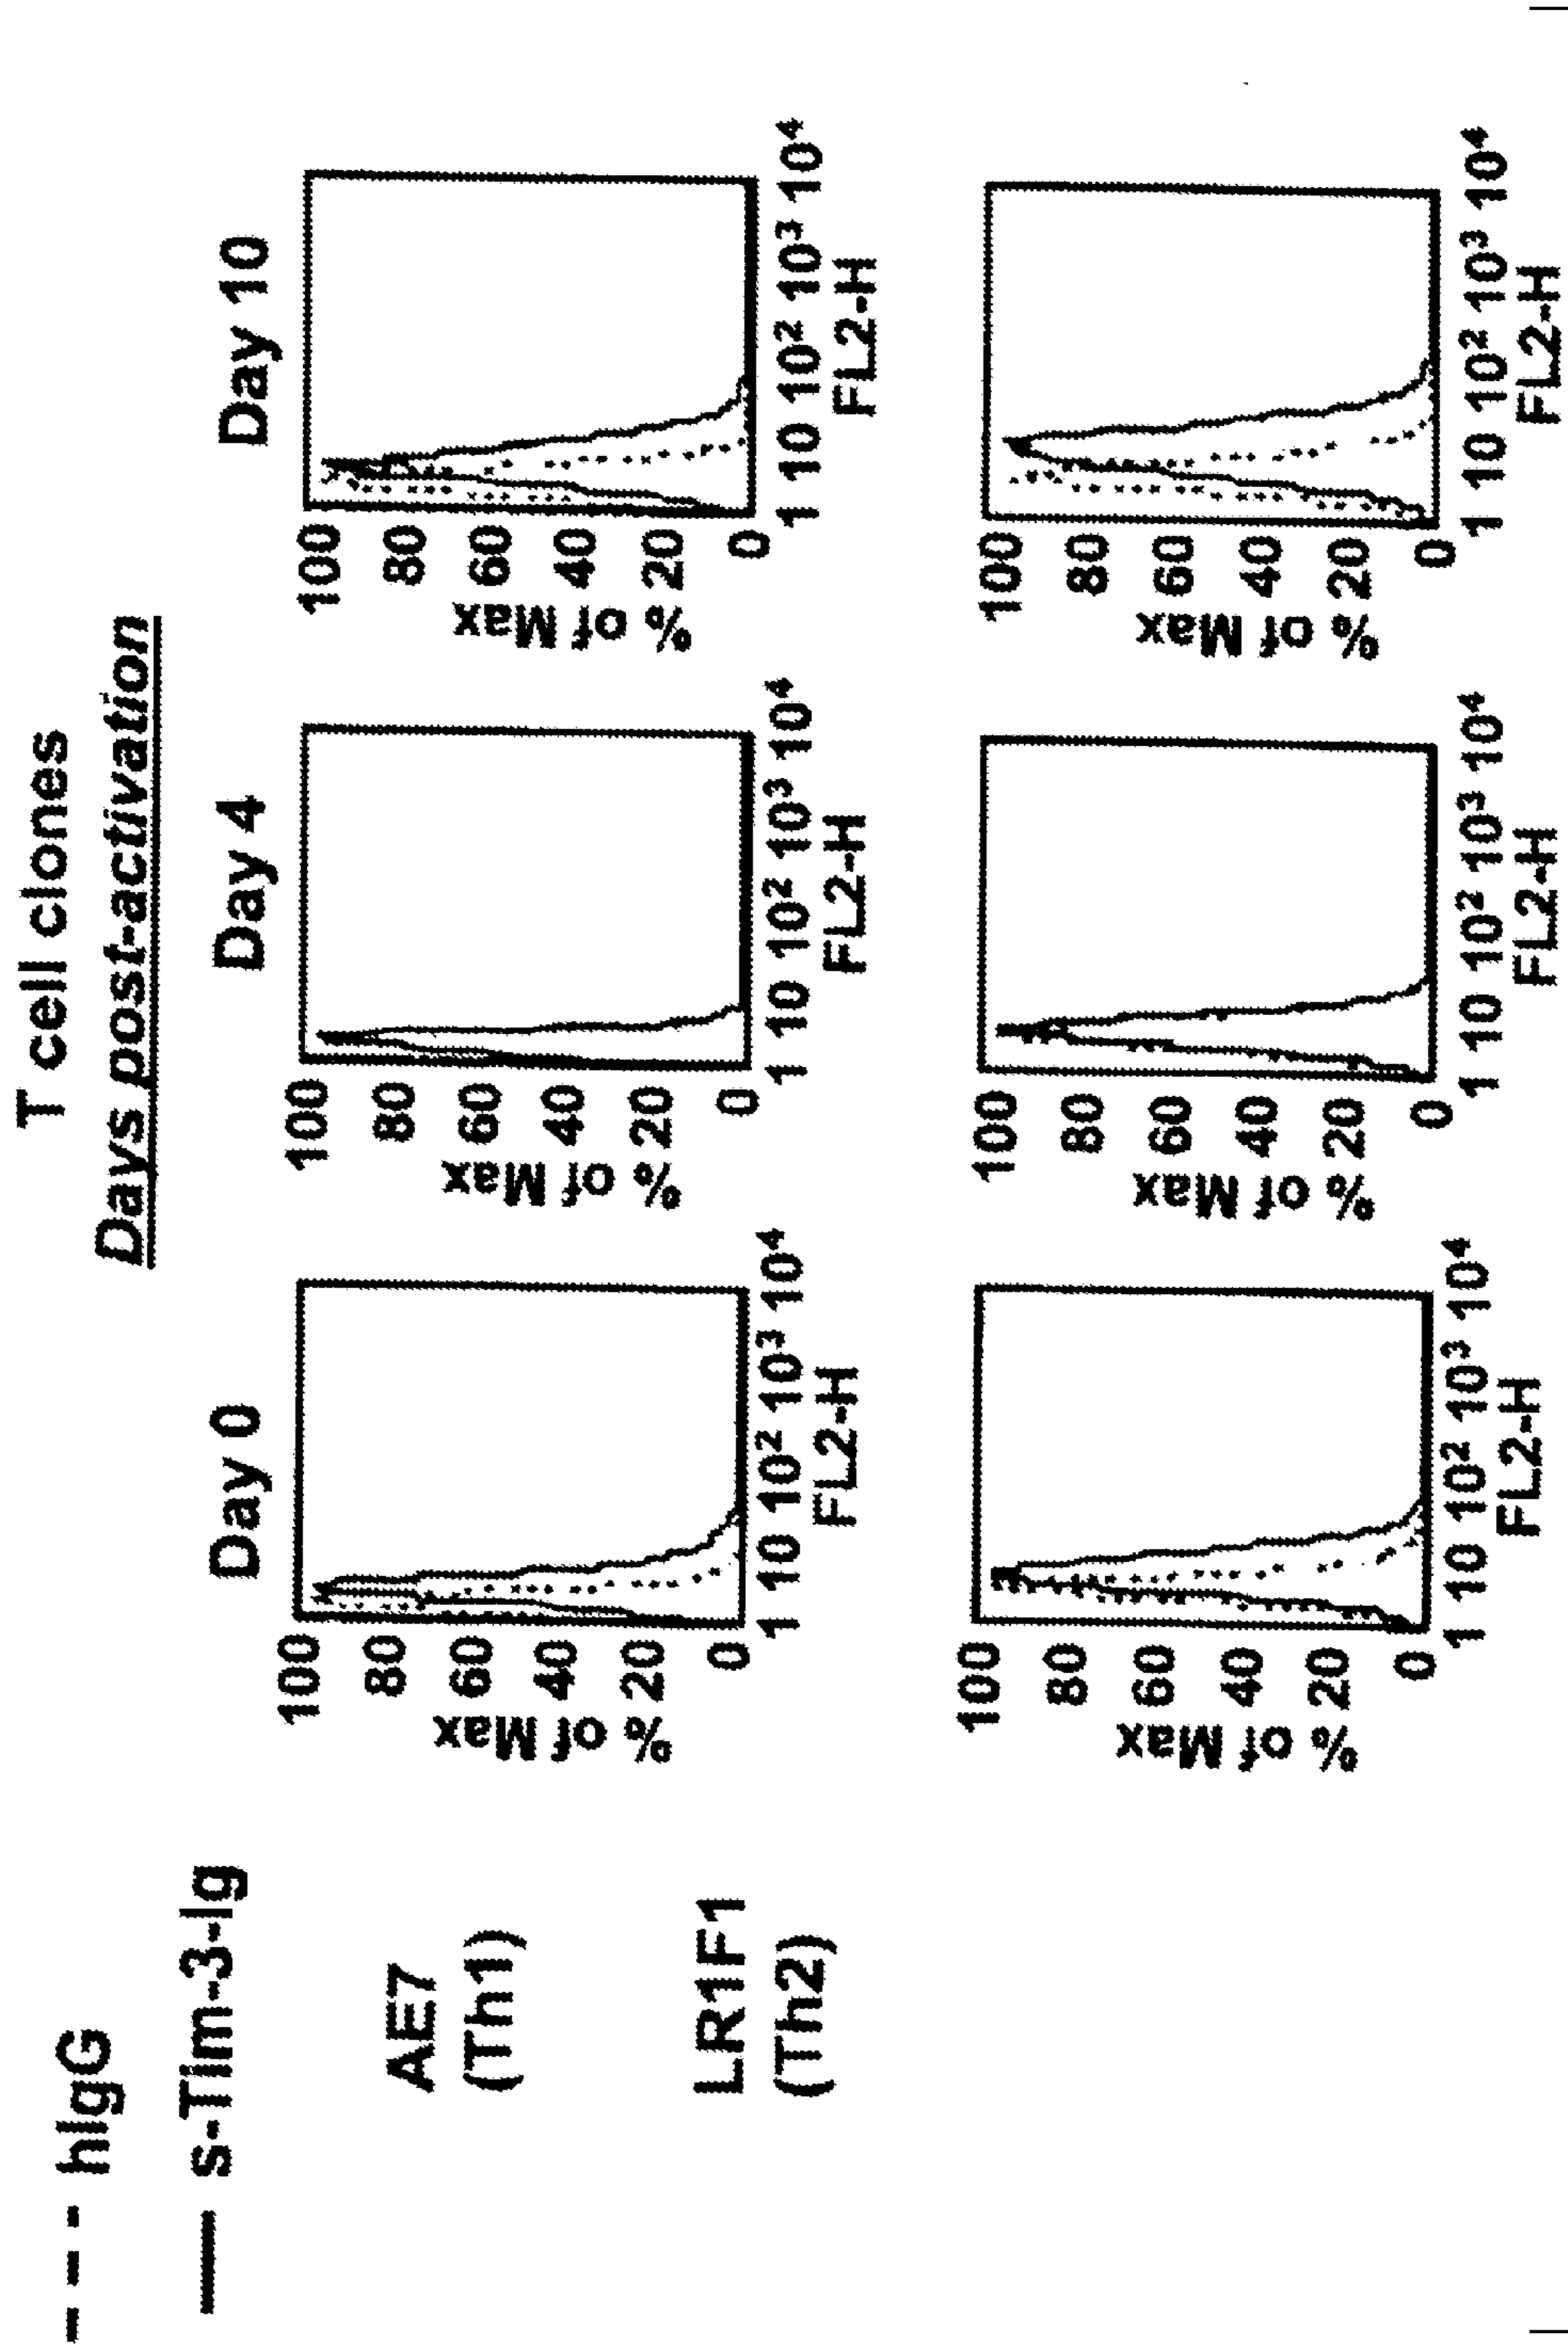 T cell clones
Days post-activation
- - - hIgG
— s-Tim-3-Ig
Day 0
Day 4
Day 10
AE7
(Th1)
% of Max
100
80
60
40
20
0
1 10 10² 10³ 10⁴
FL2-H
% of Max
100
80
60
40
20
0
1 10 10² 10³ 10⁴
FL2-H
% of Max
100
80
60
40
20
0
1 10 10² 10³ 10⁴
FL2-H
LR1F1
(Th2)
% of Max
100
80
60
40
20
0
1 10 10² 10³ 10⁴
FL2-H
% of Max
100
80
60
40
20
0
1 10 10² 10³ 10⁴
FL2-H
% of Max
100
80
60
40
20
0
1 10 10² 10³ 10⁴
FL2-H